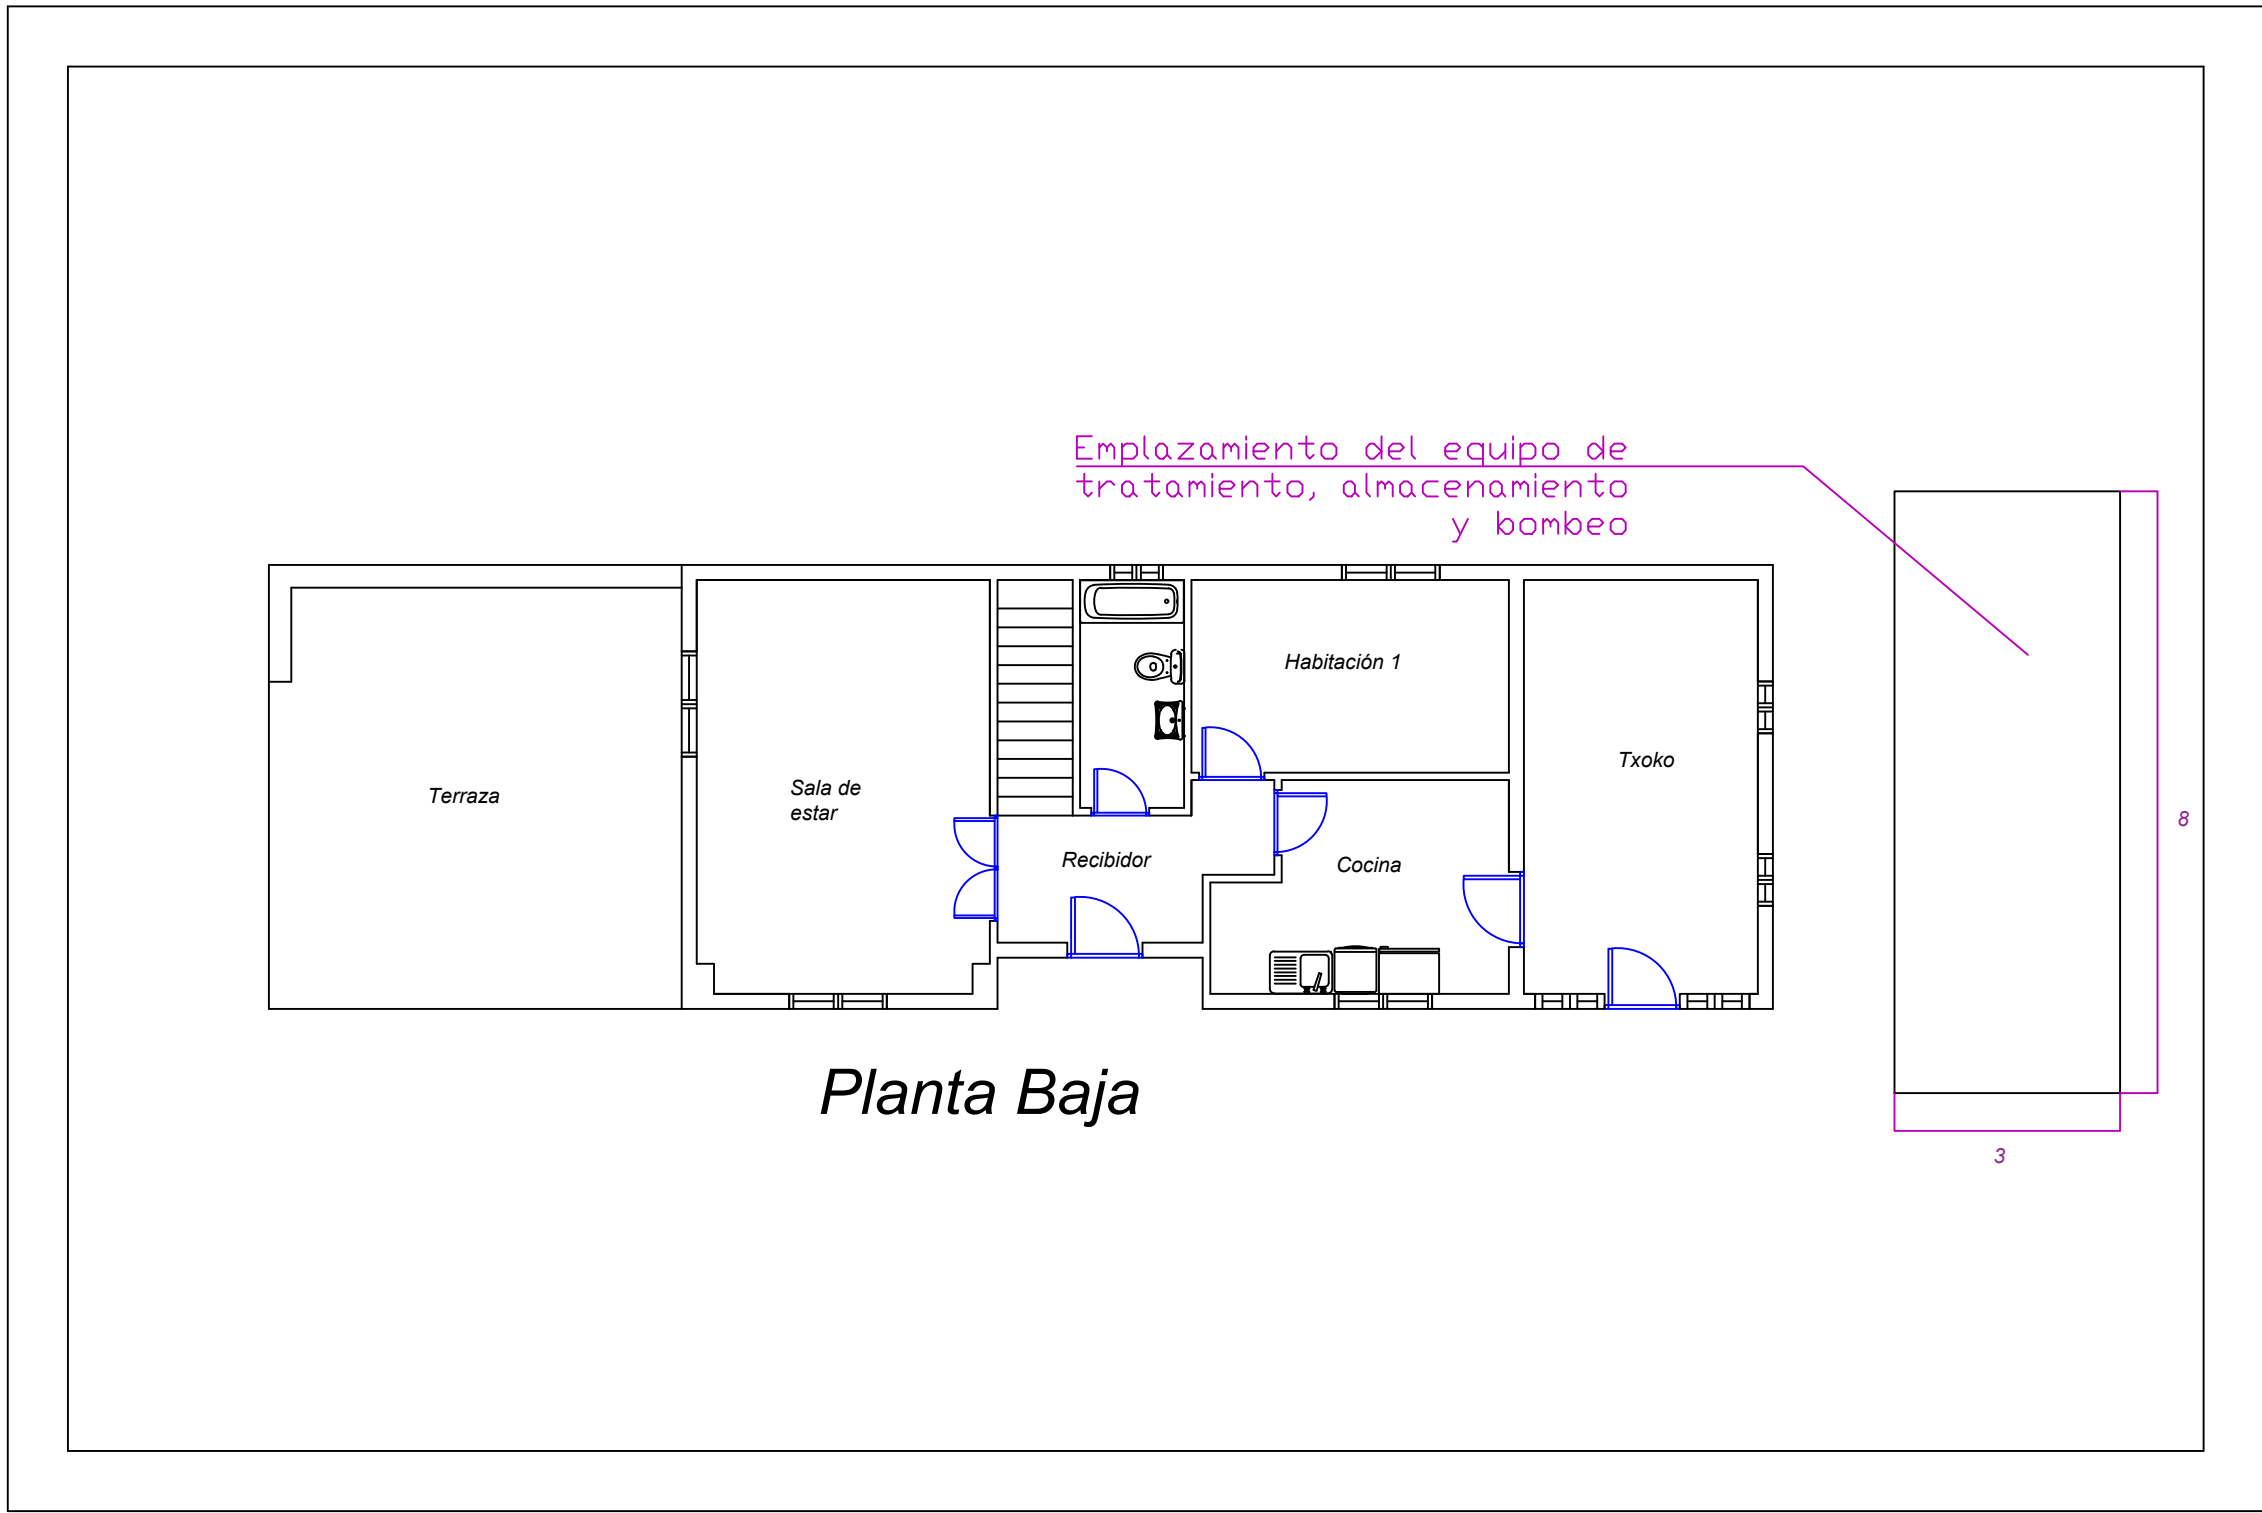 Emplazamiento del equipo de
tratamiento, almacenamiento
y bombeo
Habitación 1
Txoko
Terraza
Sala de
estar
8
Recibidor
Cocina
Planta Baja
3